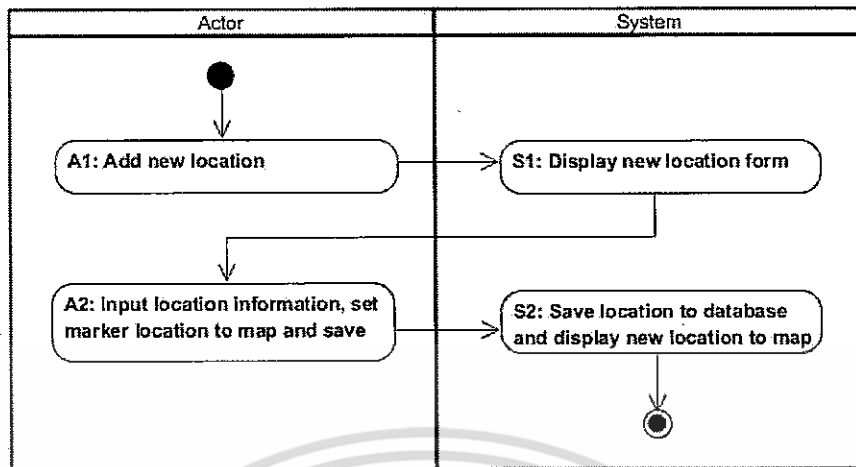 Actor
System
A1: Add new location
S1: Display new location form
A2: Input location information, set
marker location to map and save
S2: Save location to database
and display new location to map